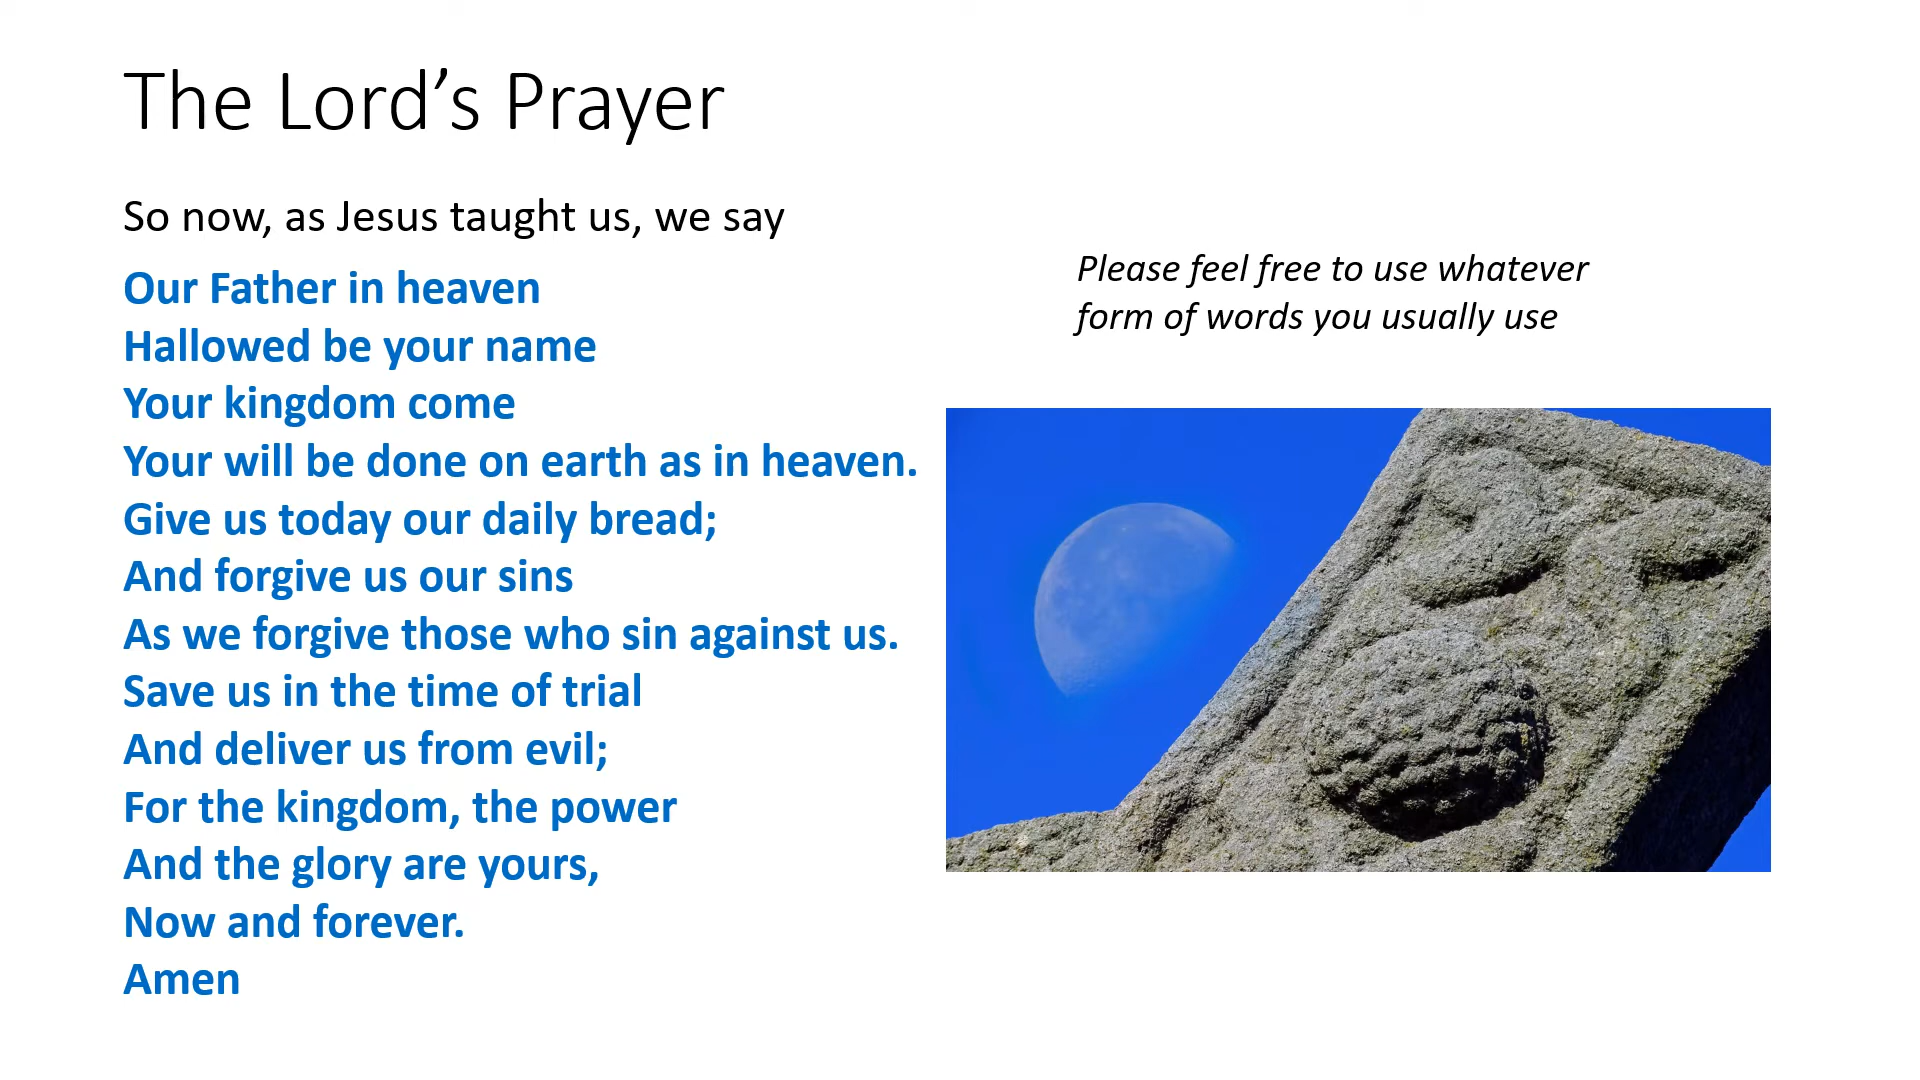 The Lord’s Prayer
So now, as Jesus taught us, we say
Our Father in heaven
Hallowed be your name
Your kingdom come
Your will be done on earth as in heaven.
Give us today our daily bread;
And forgive us our sins
As we forgive those who sin against us.
Save us in the time of trial
And deliver us from evil;
For the kingdom, the power
And the glory are yours,
Now and forever.
Amen
Please feel free to use whatever
form of words you usually use